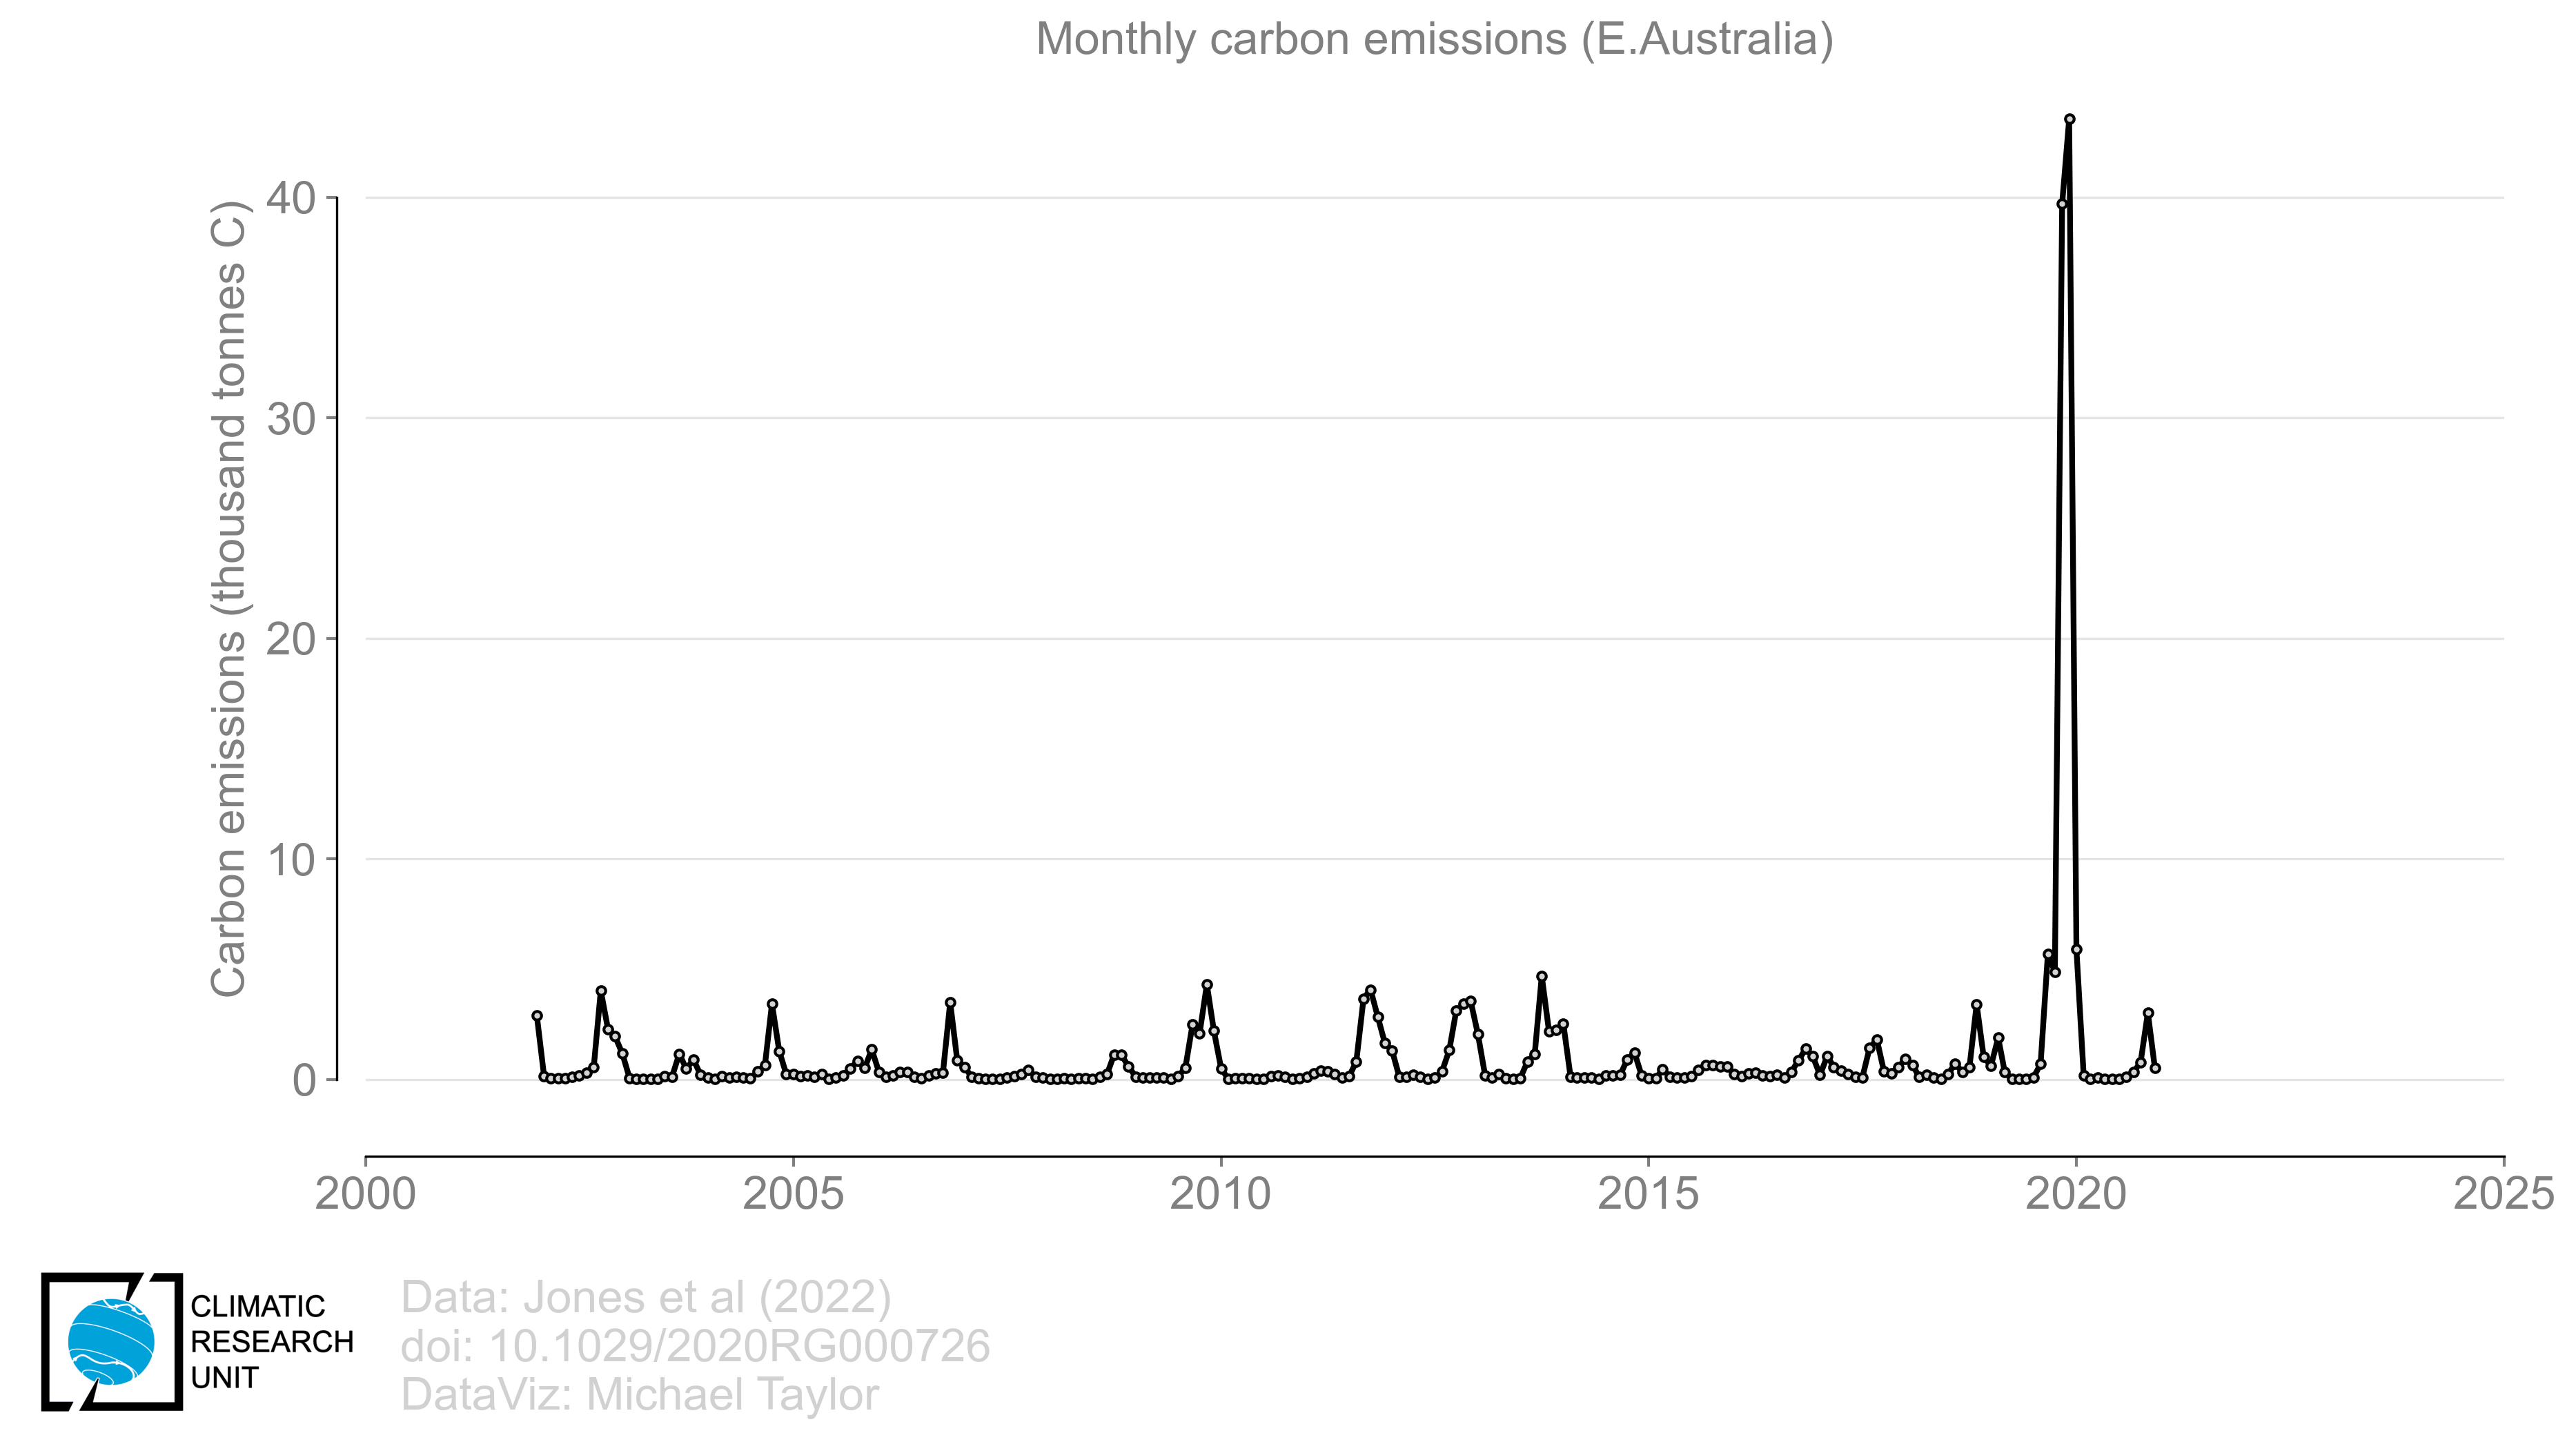 Monthly carbon emissions (E.Australia)
Carbon emissions (thousand tonnes C)
40
30
20
10
0
2000
2005
2010
2015
2020
2025
CLIMATIC
RESEARCH
UNIT
Data: Jones et al (2022)
doi: 10.1029/2020RG000726
DataViz: Michael Taylor